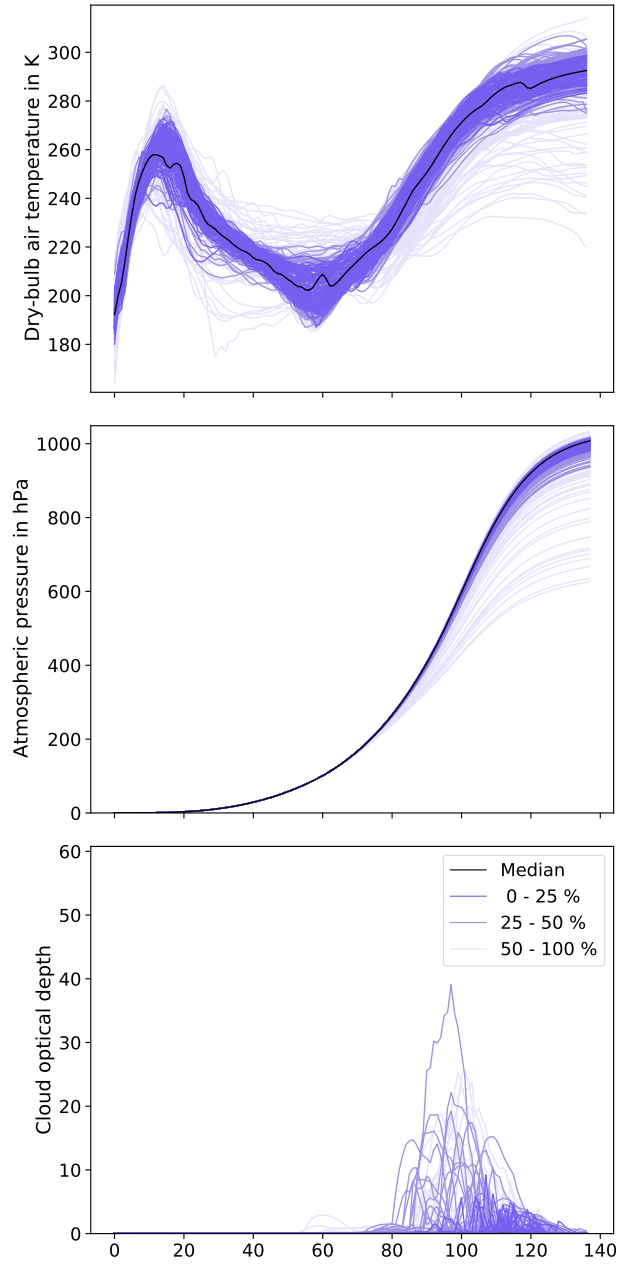 300
280
260
240
220
200
180
Dry-bulb air temperature in K
1000
800
600
400
200
0
Atmospheric pressure in hPa
60
50
40
30
20
10
0
Cloud optical depth
Median
0 - 25 %
25 - 50 %
50 - 100 %
0 20 40 60 80 100 120 140